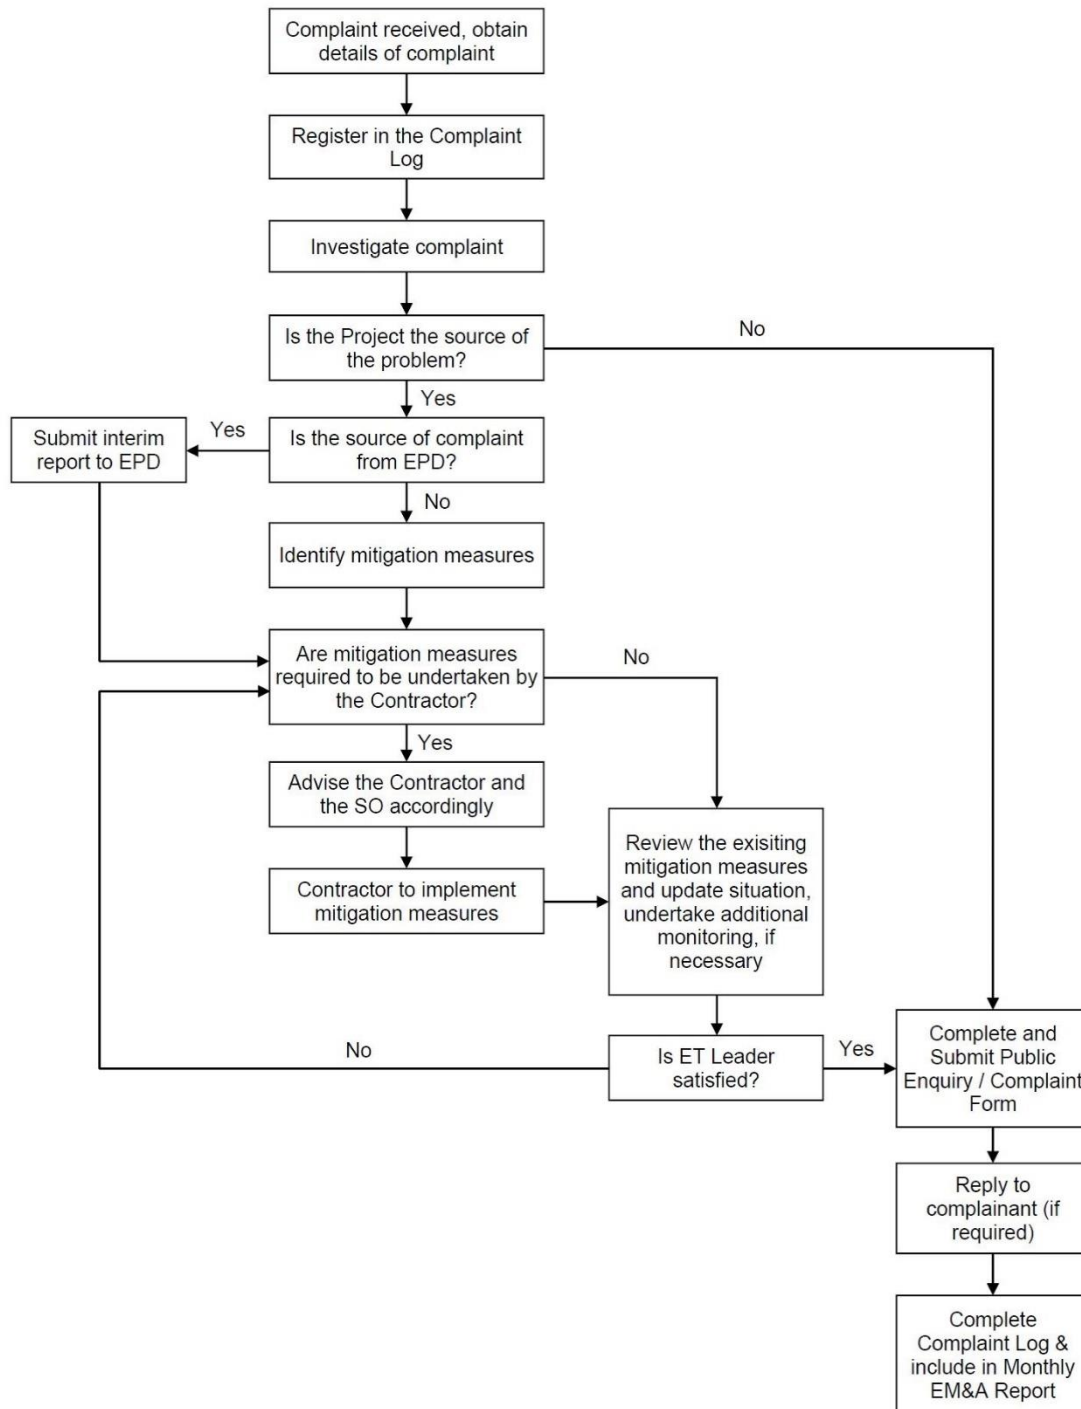 Complaint received, obtain
details of complaint
Register in the Complaint
Log
Investigate complaint
Is the Project the source of
the problem?
No
Yes
Submit interim
report to EPD
Yes
Is the source of complaint
from EPD?
No
Identify mitigation measures
Are mitigation measures
required to be undertaken by
the Contractor?
No
Yes
Advise the Contractor and
the SO accordingly
Contractor to implement
mitigation measures
Review the exisiting
mitigation measures
and update situation,
undertake additional
monitoring, if
necessary
No
Is ET Leader
satisfied?
Yes
Complete and
Submit Public
Enquiry / Complaint
Form
Reply to
complainant (if
required)
Complete
Complaint Log &
include in Monthly
EM&A Report